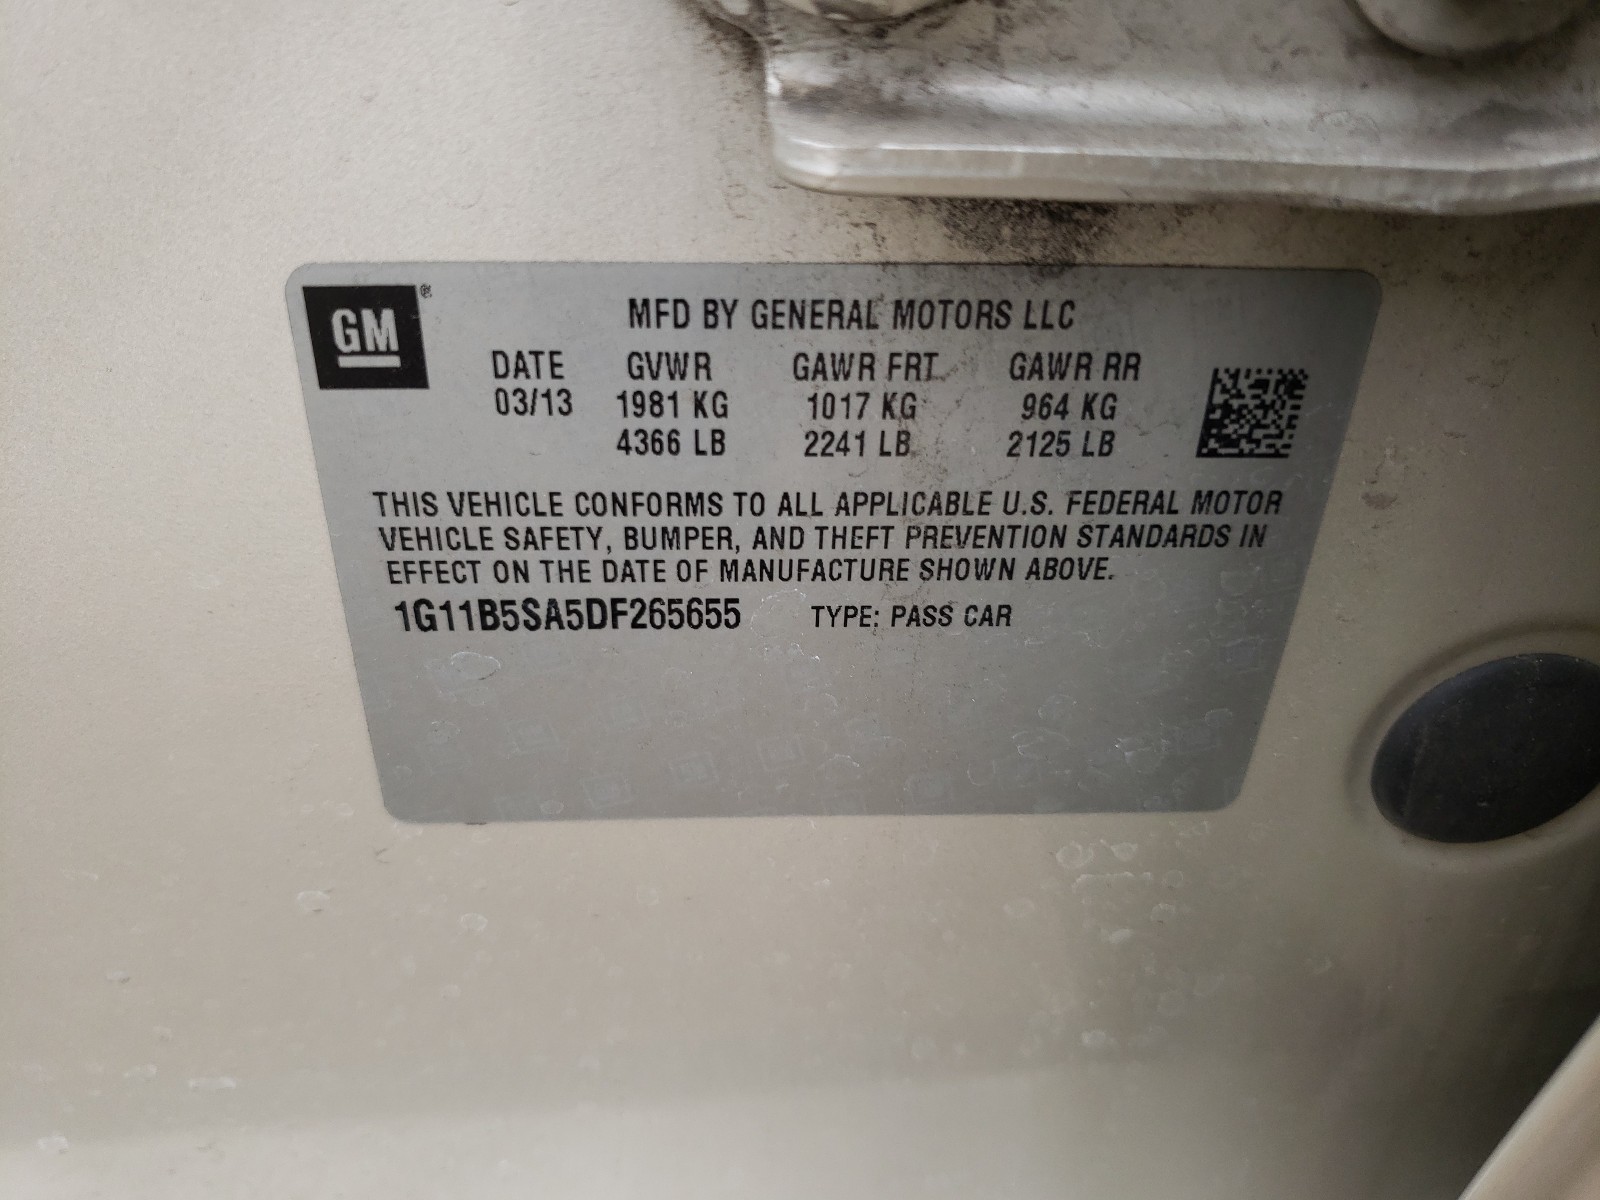 GM®
MFD BY GENERAL MOTORS LLC
DATE GVWR GAWR FRT GAWR RR
03/13 1981 KG 1017 KG 964 KG
4366 LB 2241 LB 2125 LB
THIS VEHICLE CONFORMS TO ALL APPLICABLE U.S. FEDERAL MOTOR
VEHICLE SAFETY, BUMPER, AND THEFT PREVENTION STANDARDS IN
EFFECT ON THE DATE OF MANUFACTURE SHOWN ABOVE.
1G11B5SA5DF265655 TYPE: PASS CAR